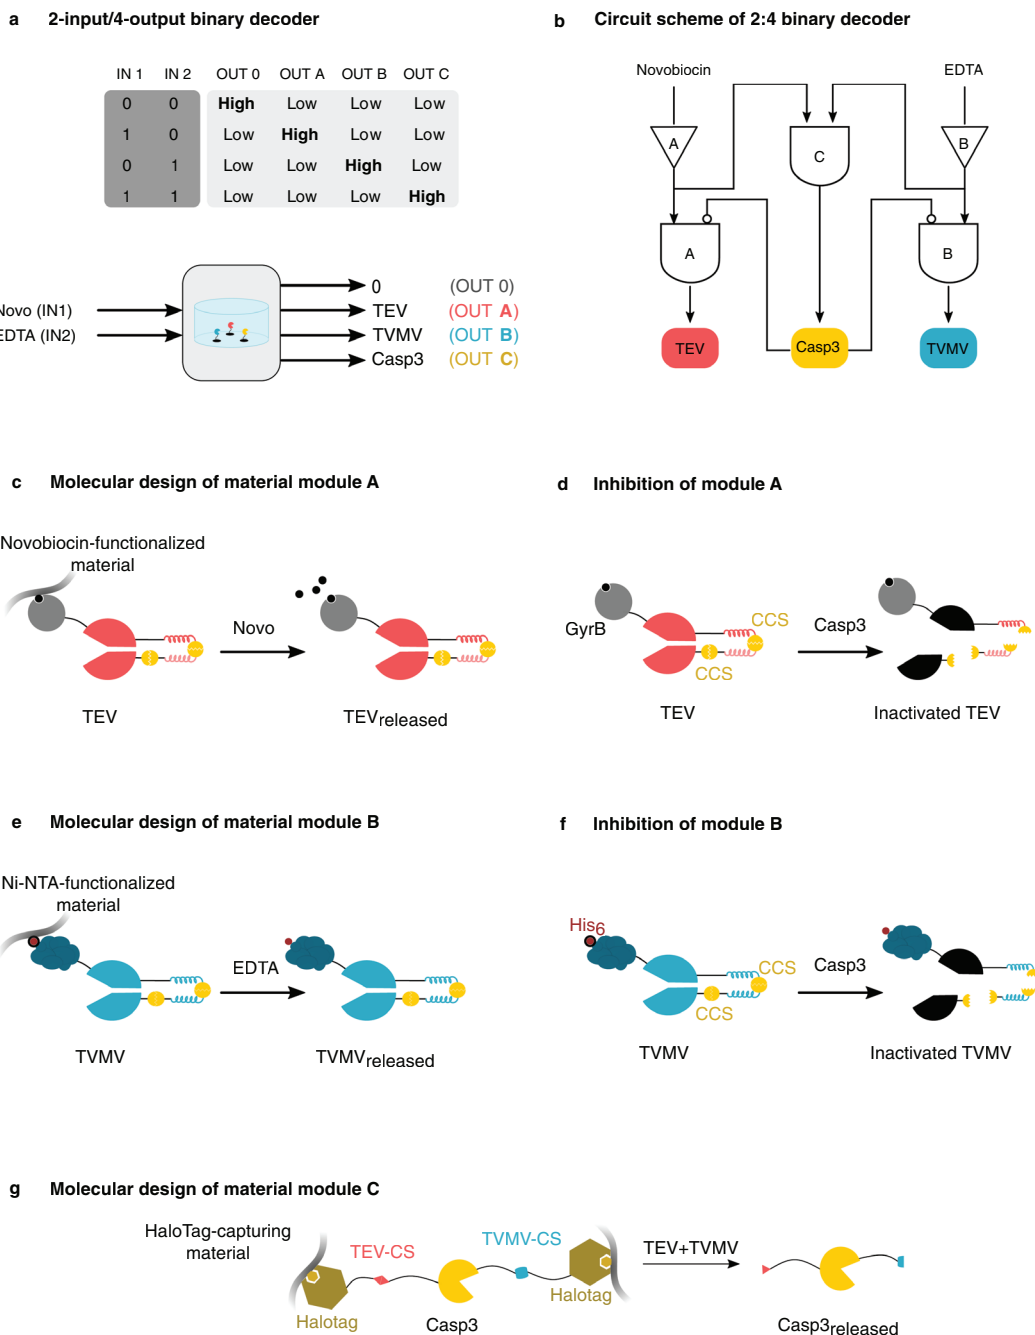 a 2-input/4-output binary decoder
IN 1 IN 2 OUT 0 OUT A OUT B OUT C
0 0 High Low Low Low
1 0 Low High Low Low
0 1 Low Low High Low
1 1 Low Low Low High
Novo (IN1)
EDTA (IN2)
0 (OUT 0)
TEV (OUT A)
TVMV (OUT B)
Casp3 (OUT C)
b Circuit scheme of 2:4 binary decoder
Novobiocin EDTA
A C B
A B
TEV Casp3 TVMV
c Molecular design of material module A
Novobiocin-functionalized
material
Novo
TEV TEVreleased
d Inhibition of module A
GyrB
CCS
CCS
Casp3
TEV Inactivated TEV
e Molecular design of material module B
Ni-NTA-functionalized
material
EDTA
TVMV TVMVreleased
f Inhibition of module B
His6
CCS
CCS
Casp3
TVMV Inactivated TVMV
g Molecular design of material module C
HaloTag-capturing
material
TEV-CS
TVMV-CS
Halotag
Casp3
Halotag
TEV+TVMV
Casp3released